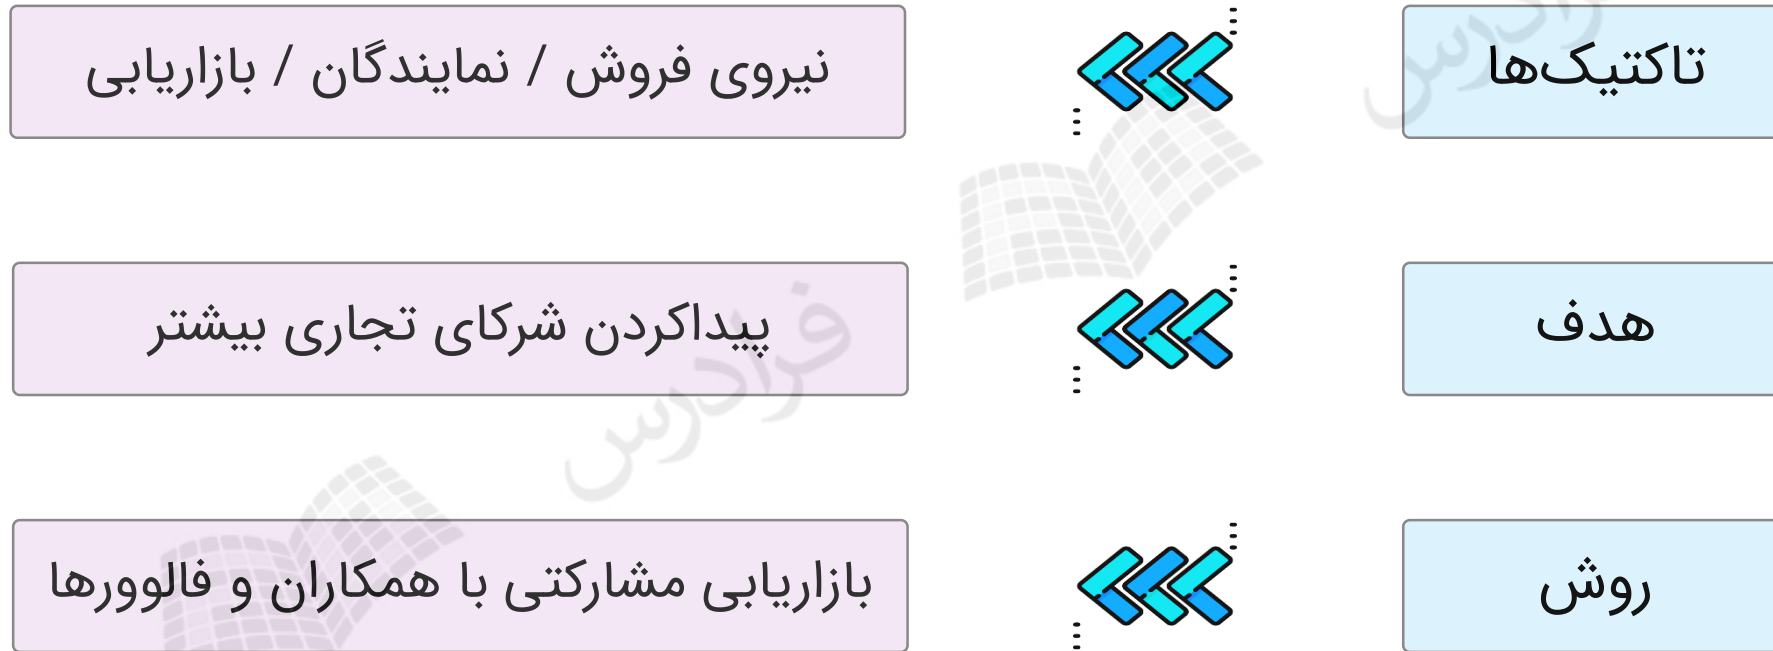 تاکتیک‌ها
نیروی فروش / نمایندگان / بازاریابی
هدف
پیداکردن شرکای تجاری بیشتر
روش
بازاریابی مشارکتی با همکاران و فالوورها
فرادرس
فرادرس